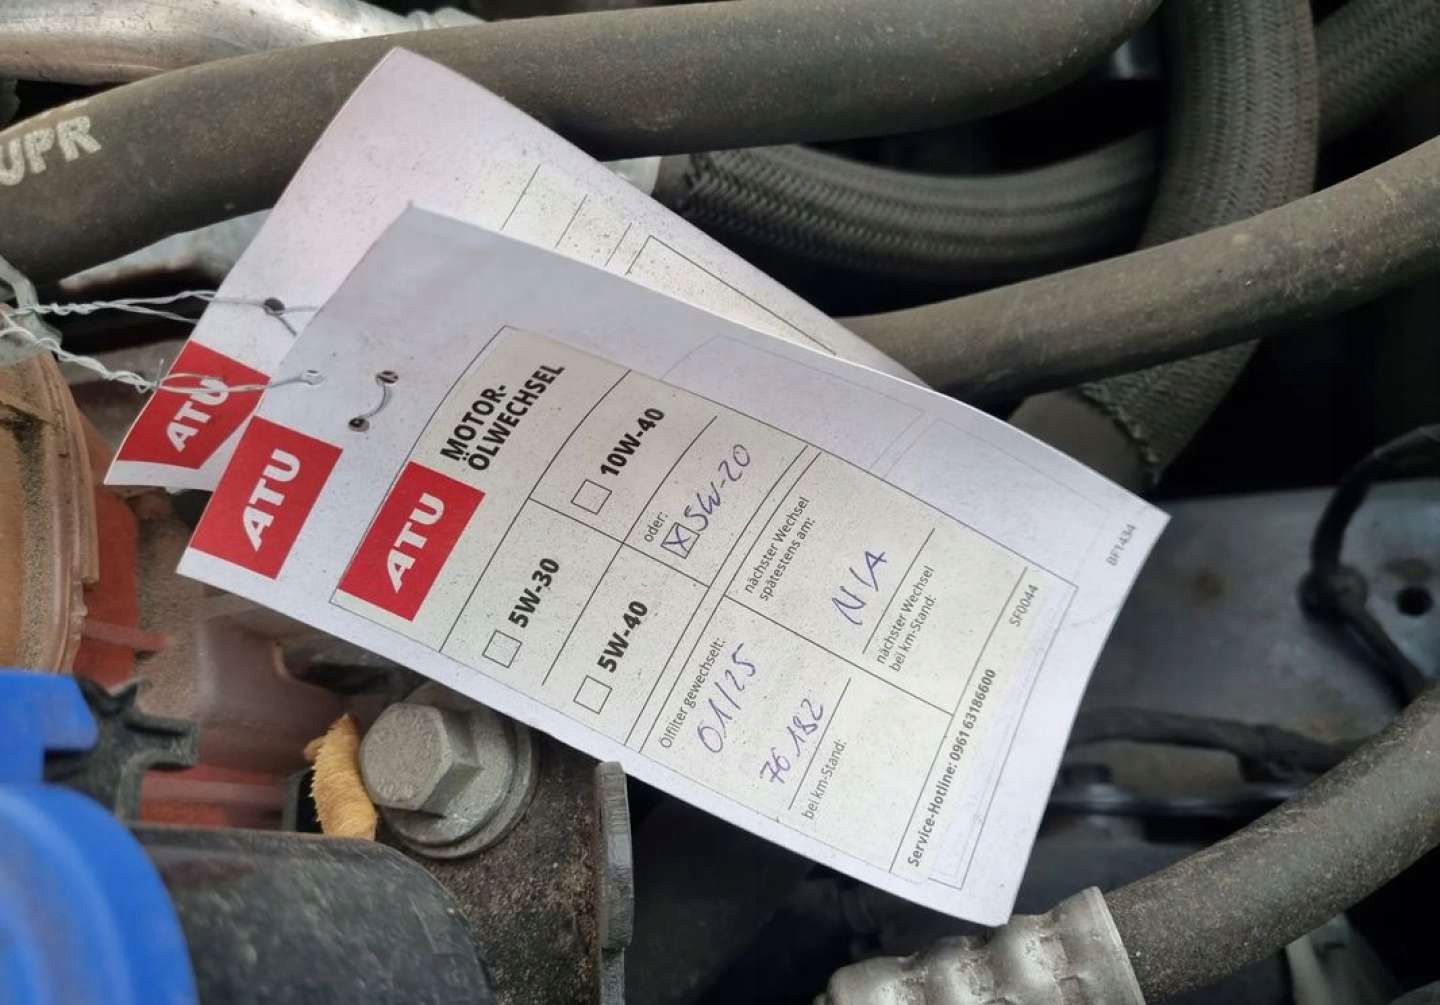 UPR
ATU
ATU
ATU
MOTOR-
ÖLWECHSEL
5W-30
10W-40
5W-40
oder:
5W-20
Ölfilter gewechselt:
01/25
76182
bei km-Stand:
nächster Wechsel
spätestens am:
N/A
nächster Wechsel
bei km-Stand:
Service-Hotline: 0961 63186600
SF0044
BF1434